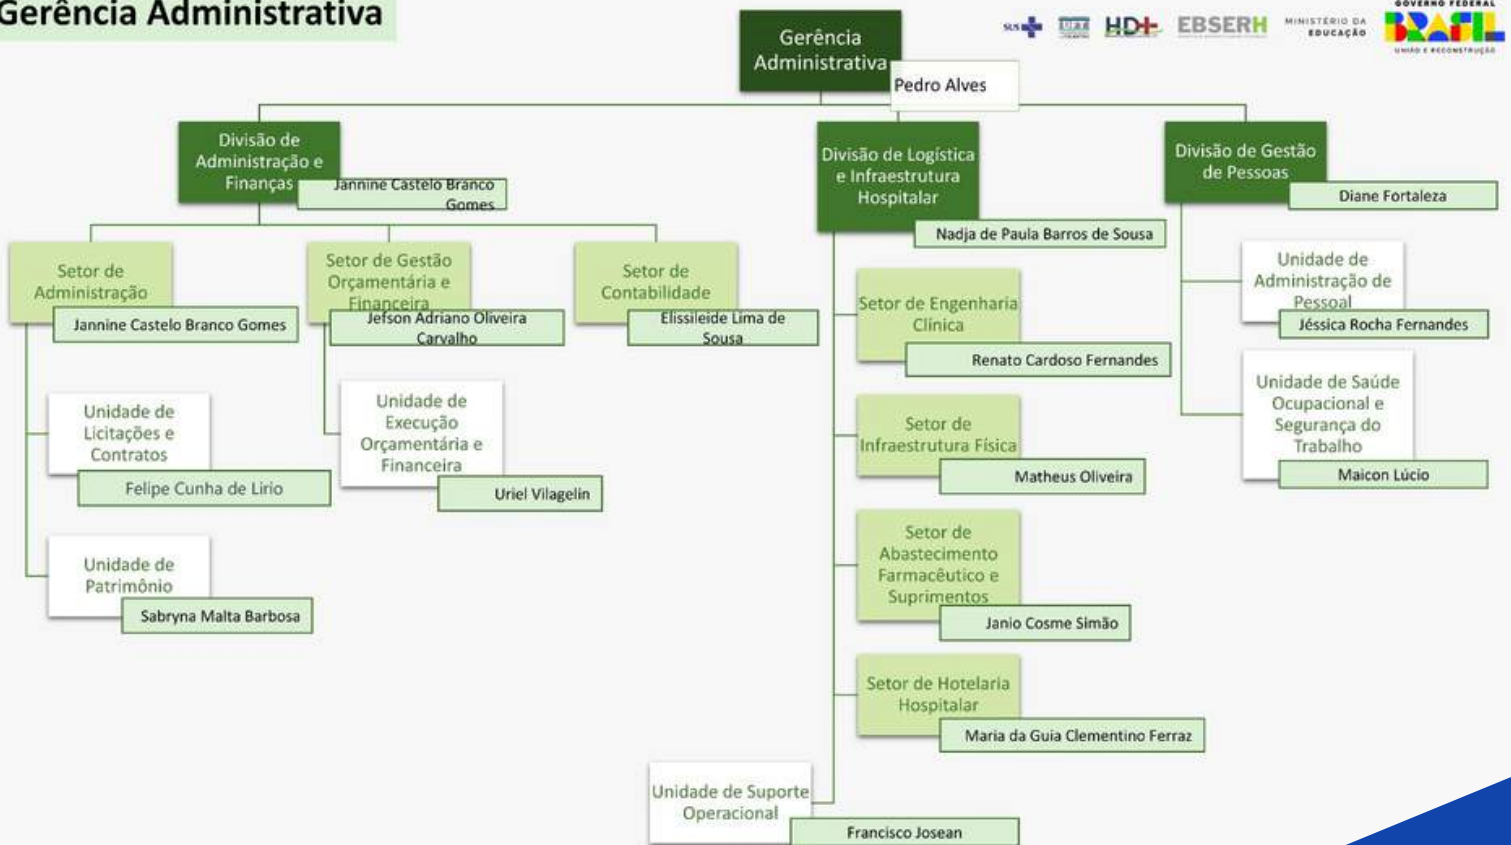 Gerência Administrativa
SUS
UFT
HDT
EBSERH
MINISTÉRIO DA
EDUCAÇÃO
GOVERNO FEDERAL
BRASIL
UNIÃO E RECONSTRUÇÃO
Gerência
Administrativa
Pedro Alves
Divisão de
Administração e
Finanças
Jannine Castelo Branco
Gomes
Divisão de Logística
e Infraestrutura
Hospitalar
Nadja de Paula Barros de Sousa
Divisão de Gestão
de Pessoas
Diane Fortaleza
Setor de
Administração
Jannine Castelo Branco Gomes
Setor de Gestão
Orçamentária e
Financeira
Jefson Adriano Oliveira
Carvalho
Setor de
Contabilidade
Elissileide Lima de
Sousa
Unidade de
Licitações e
Contratos
Felipe Cunha de Lirio
Unidade de
Execução
Orçamentária e
Financeira
Uriel Vilagelin
Unidade de
Patrimônio
Sabryna Malta Barbosa
Setor de Engenharia
Clínica
Renato Cardoso Fernandes
Setor de
Infraestrutura Física
Matheus Oliveira
Setor de
Abastecimento
Farmacêutico e
Suprimentos
Janio Cosme Simão
Setor de Hotelaria
Hospitalar
Maria da Guia Clementino Ferraz
Unidade de Suporte
Operacional
Francisco Josean
Unidade de
Administração de
Pessoal
Jéssica Rocha Fernandes
Unidade de Saúde
Ocupacional e
Segurança do
Trabalho
Maicon Lúcio